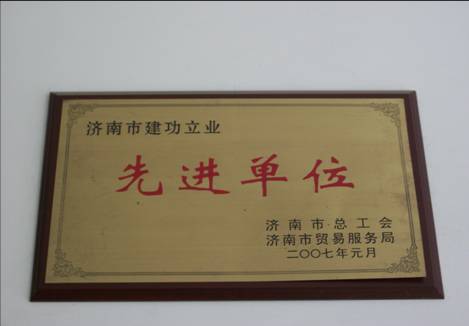 济南市建功立业
先进单位
济南市总工会
济南市贸易服务局
二〇〇七年元月